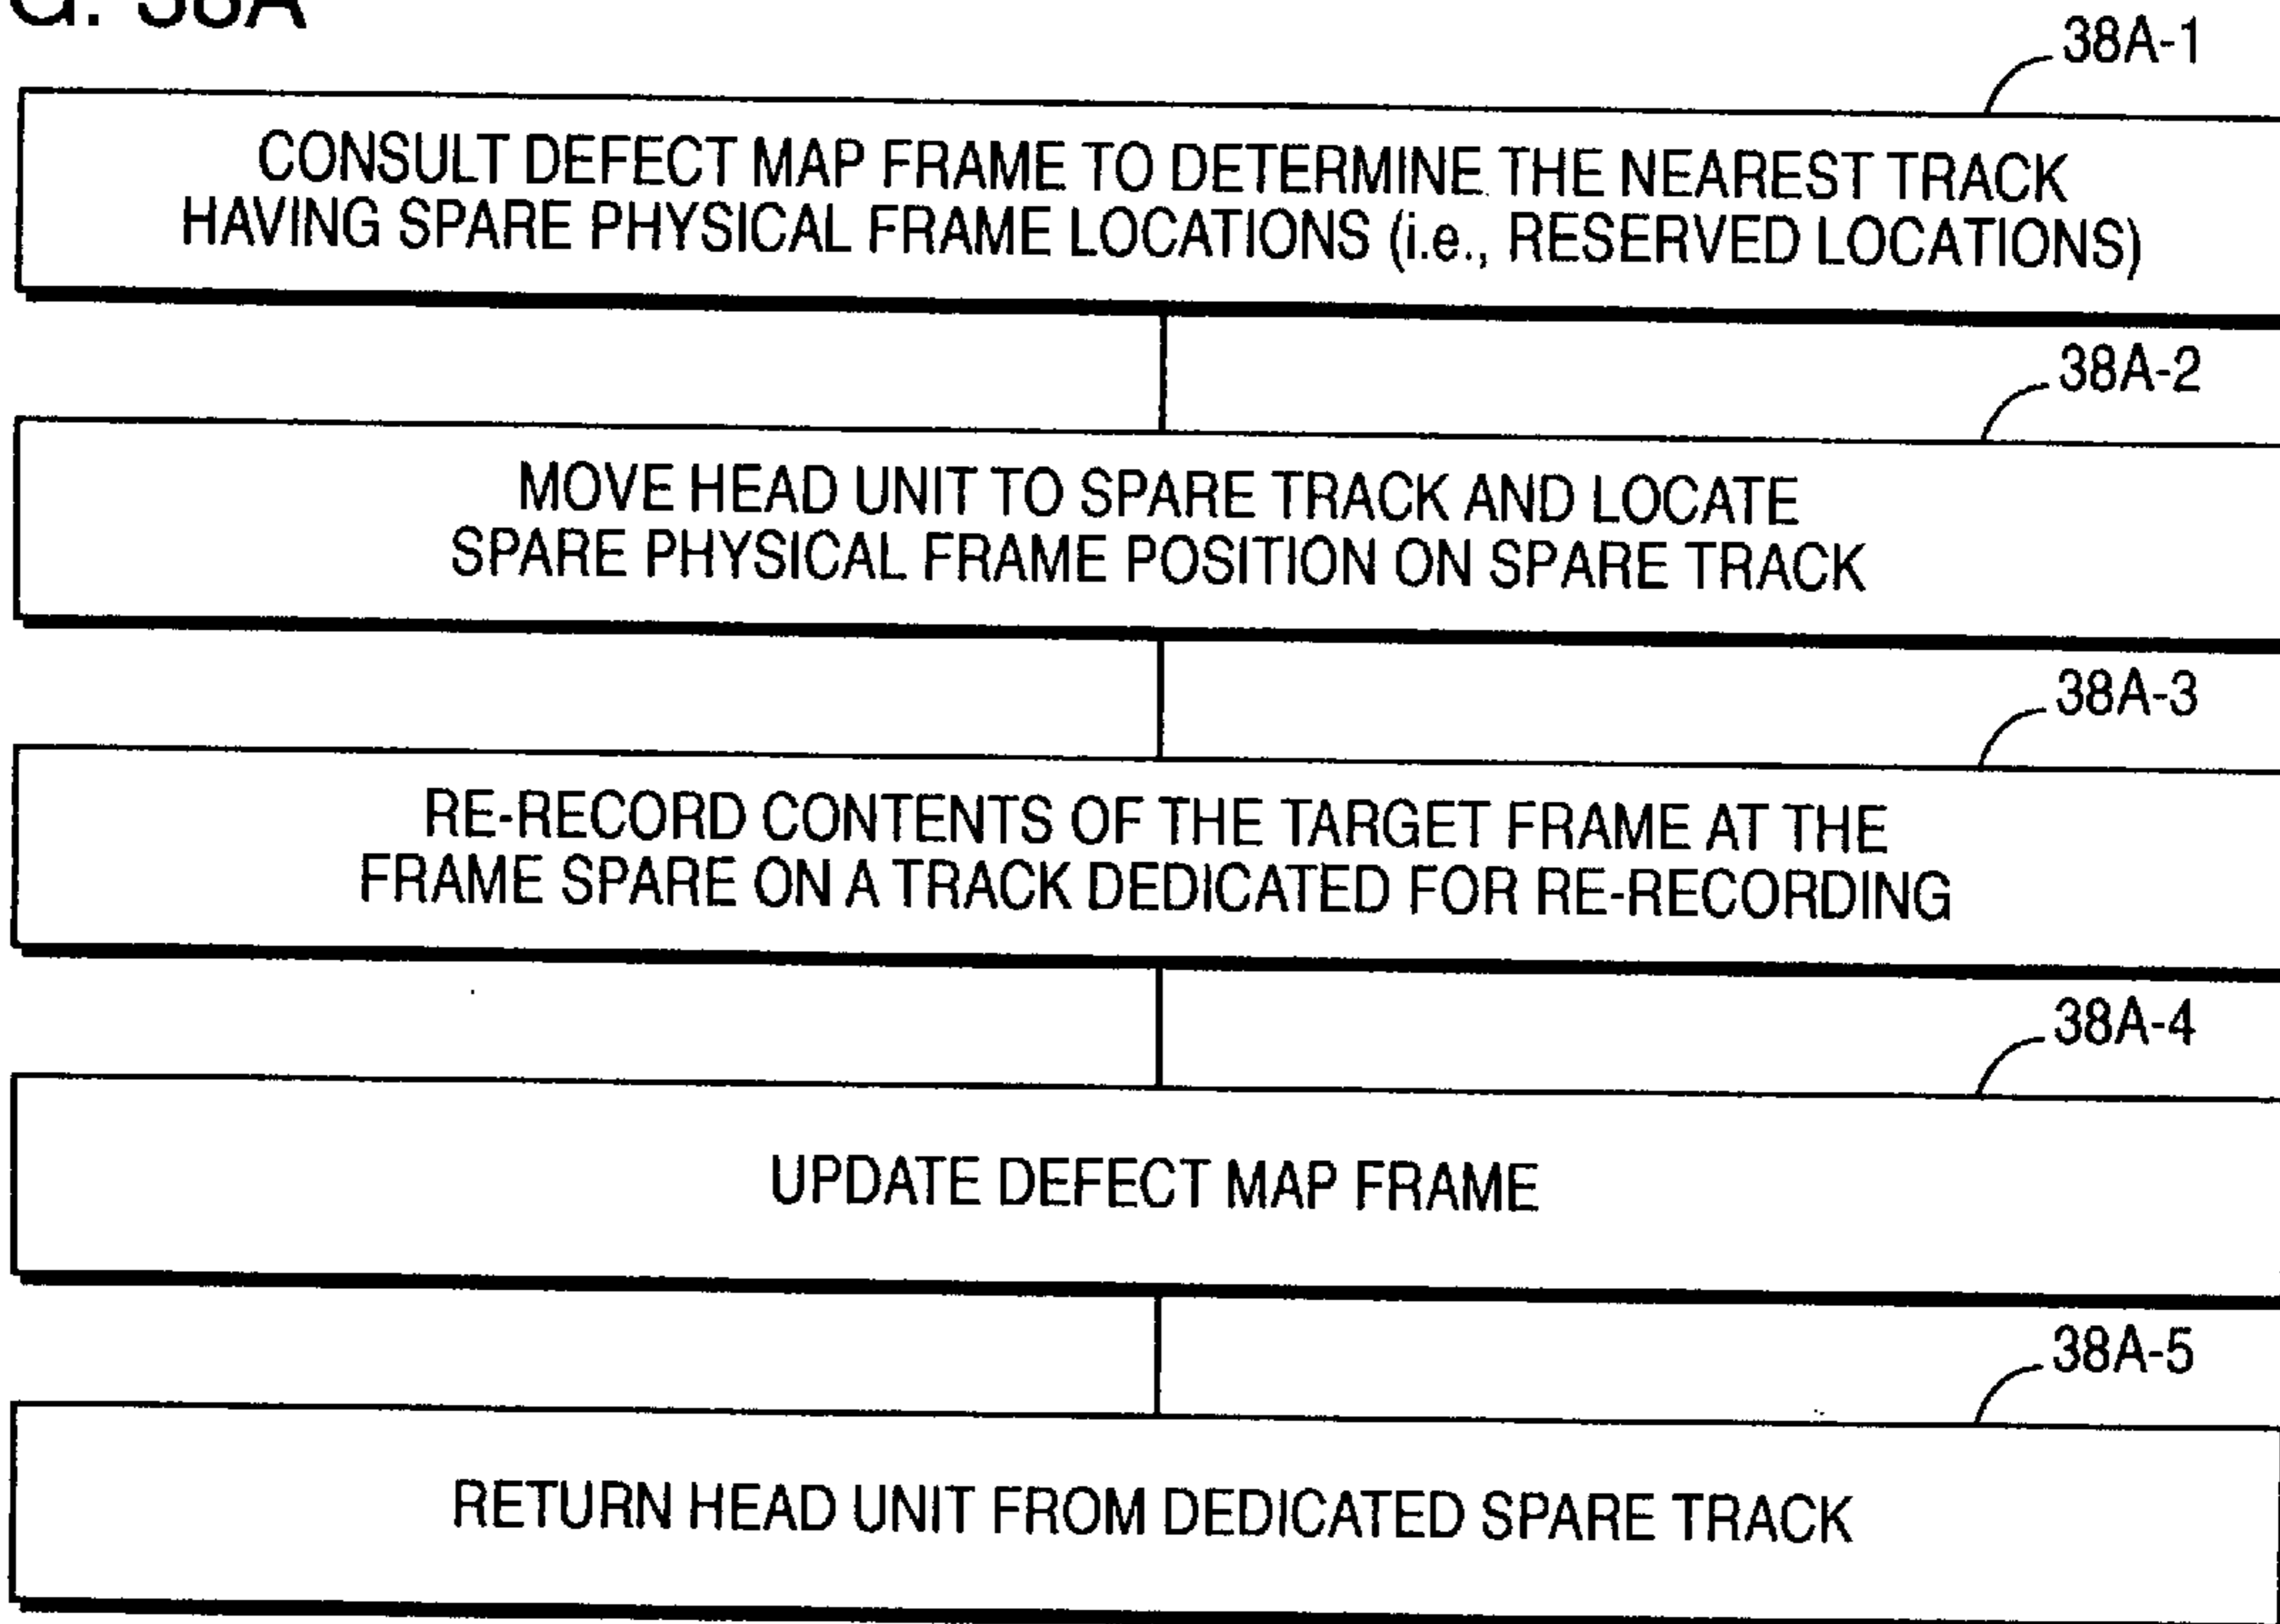 G. 38A
38A-1
CONSULT DEFECT MAP FRAME TO DETERMINE THE NEAREST TRACK
HAVING SPARE PHYSICAL FRAME LOCATIONS (i.e., RESERVED LOCATIONS)
38A-2
MOVE HEAD UNIT TO SPARE TRACK AND LOCATE
SPARE PHYSICAL FRAME POSITION ON SPARE TRACK
38A-3
RE-RECORD CONTENTS OF THE TARGET FRAME AT THE
FRAME SPARE ON A TRACK DEDICATED FOR RE-RECORDING
38A-4
UPDATE DEFECT MAP FRAME
38A-5
RETURN HEAD UNIT FROM DEDICATED SPARE TRACK